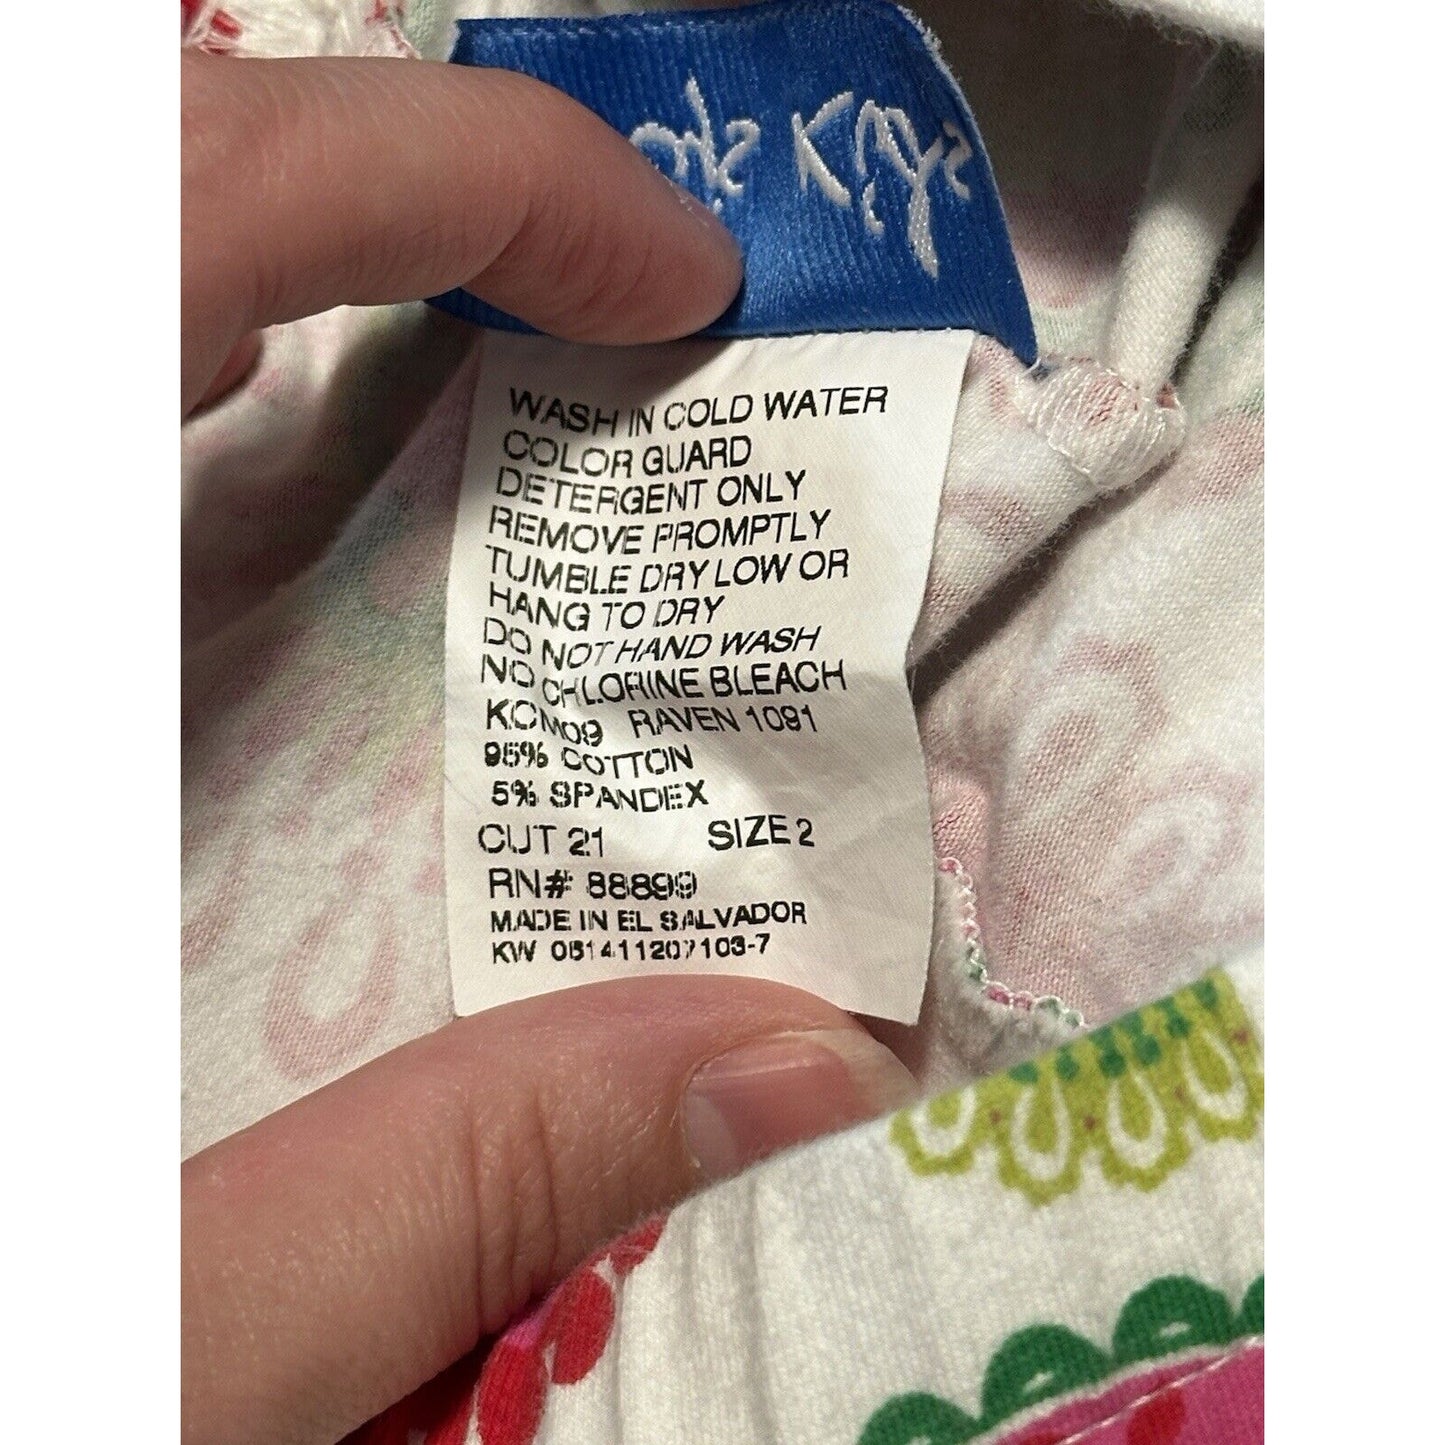 WASH IN COLD WATER
COLOR GUARD
DETERGENT ONLY
REMOVE PROMPTLY
TUMBLE DRY LOW OR
HANG TO DRY
DO NOT HAND WASH
NO CHLORINE BLEACH
KCM09 RAVEN 1091
95% COTTON
5% SPANDEX
CUT 21 SIZE 2
RN# 88899
MADE IN EL SALVADOR
KW 061411207103-7